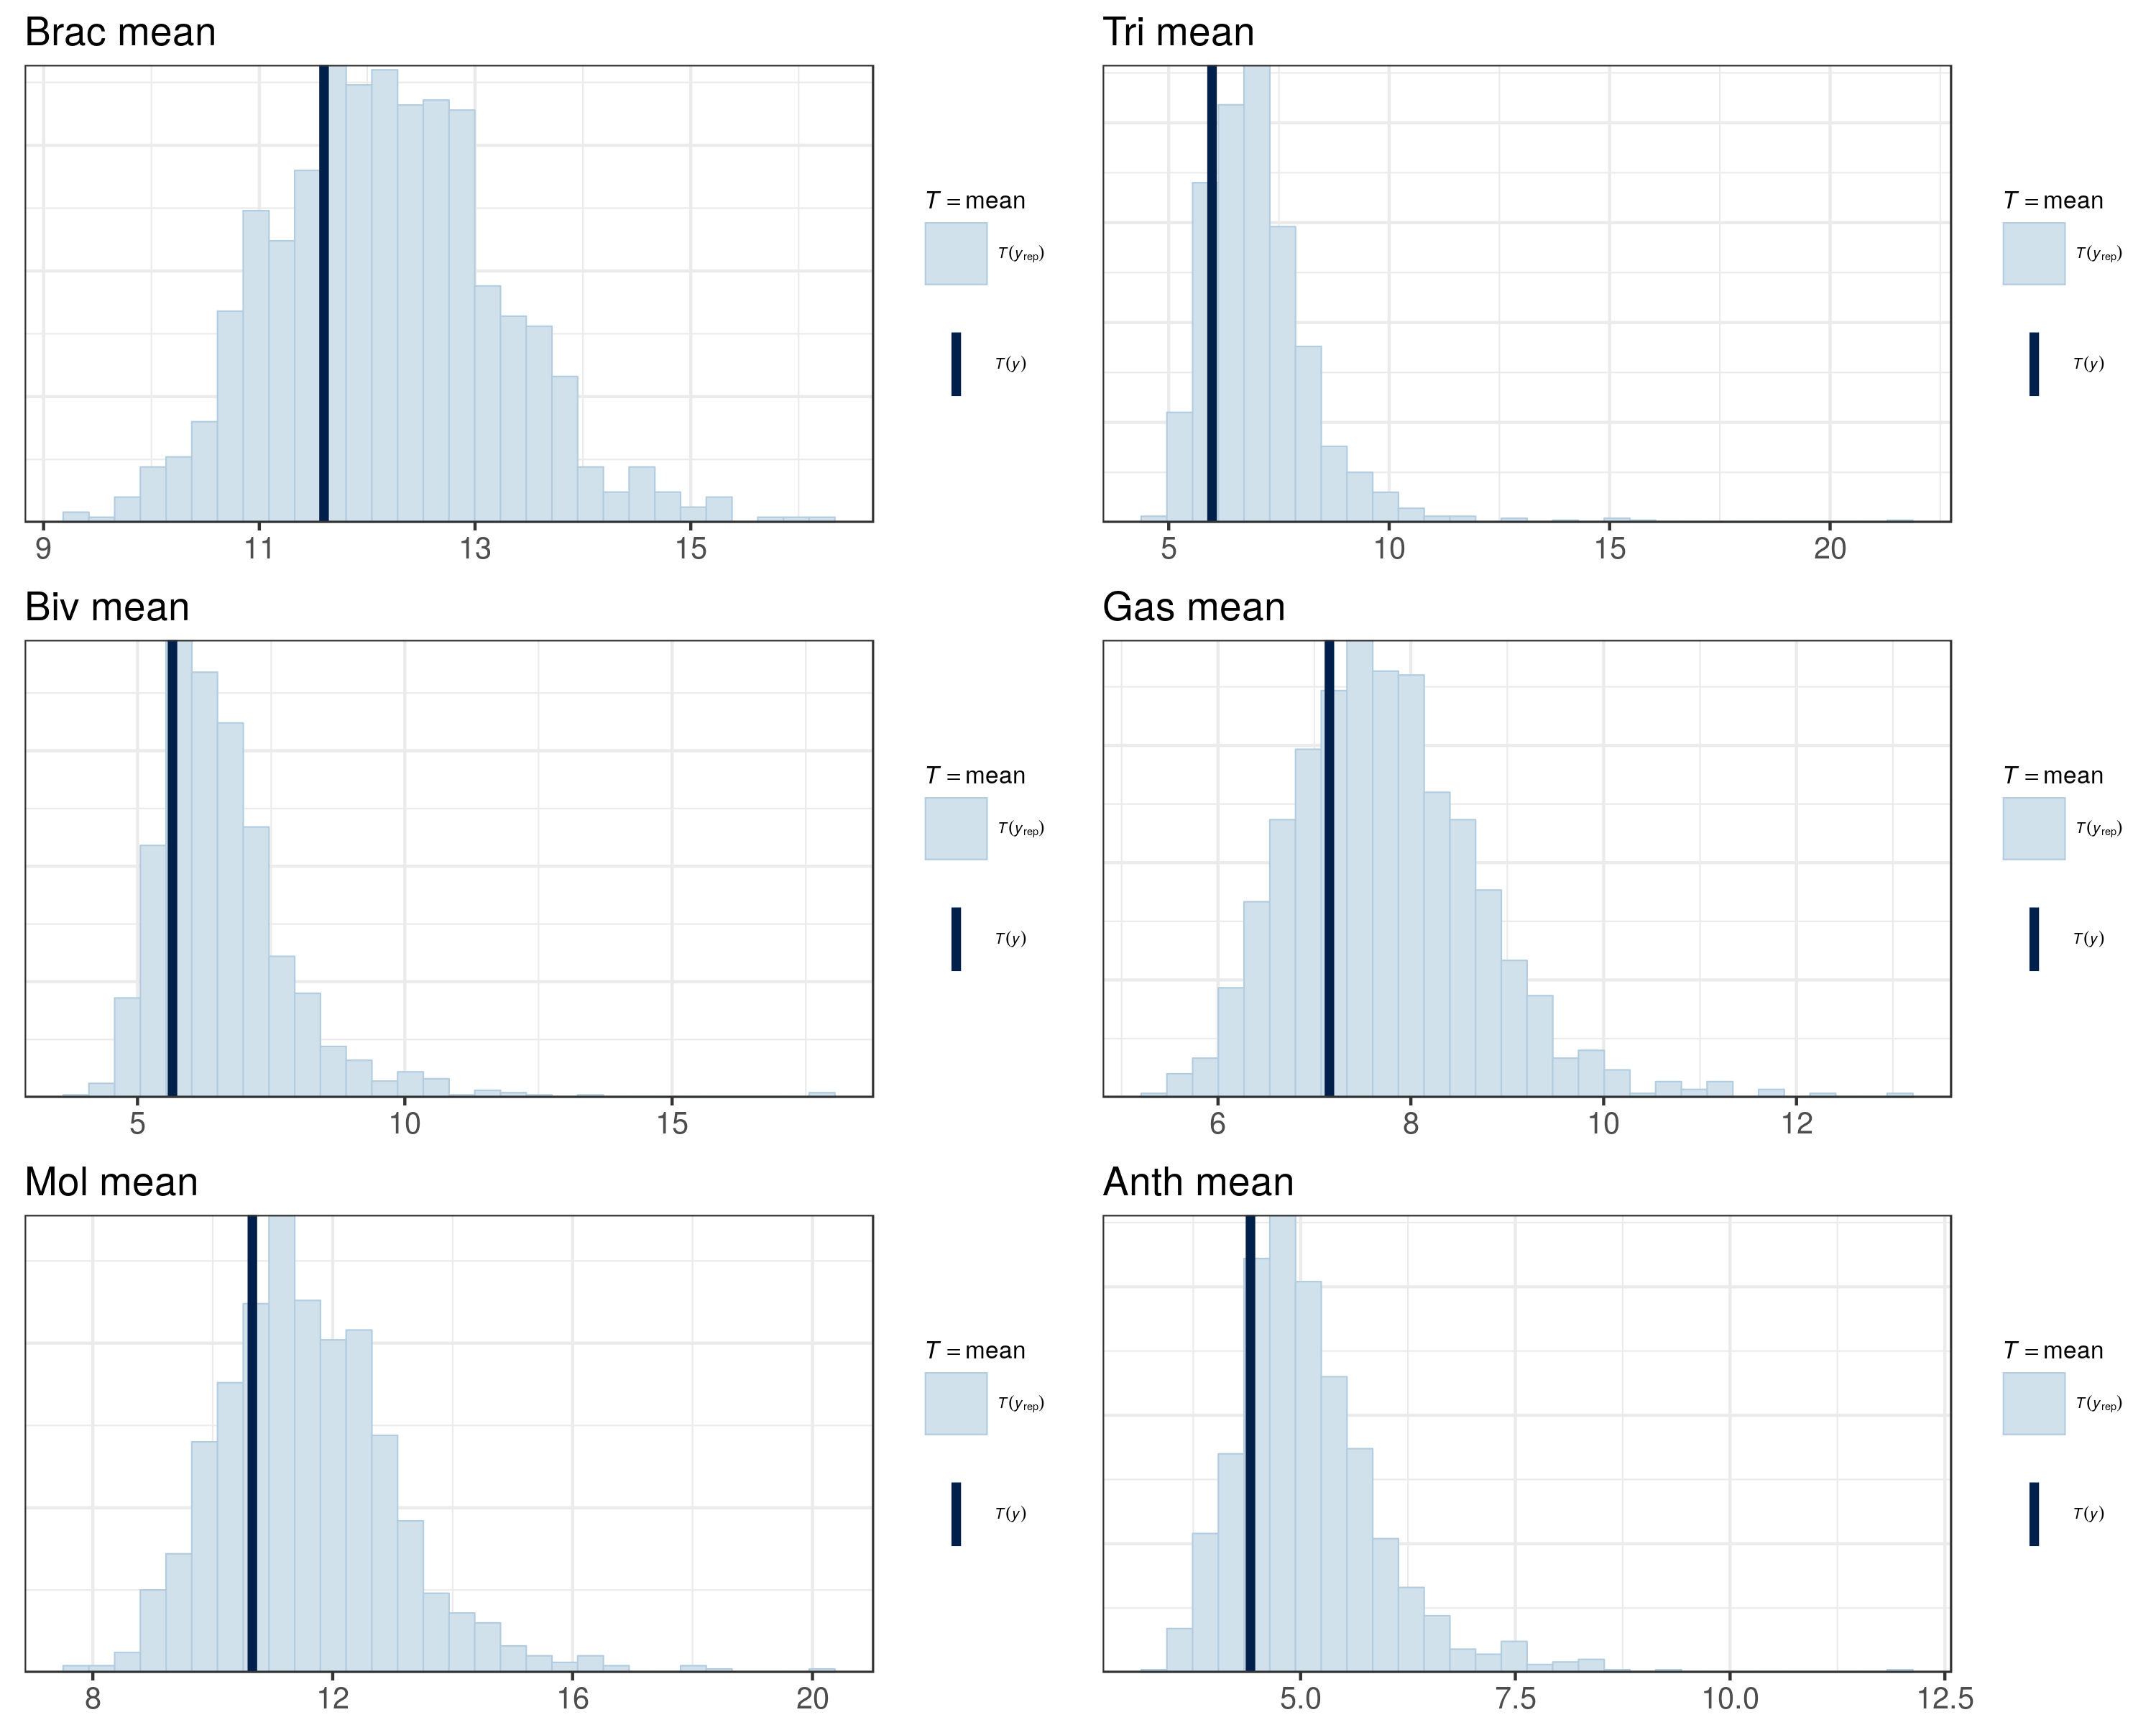 Brac mean
T = mean
T(yrep)
T(y)
9 11 13 15
Tri mean
T = mean
T(yrep)
T(y)
5 10 15 20
Biv mean
T = mean
T(yrep)
T(y)
5 10 15
Gas mean
T = mean
T(yrep)
T(y)
6 8 10 12
Mol mean
T = mean
T(yrep)
T(y)
8 12 16 20
Anth mean
T = mean
T(yrep)
T(y)
5.0 7.5 10.0 12.5